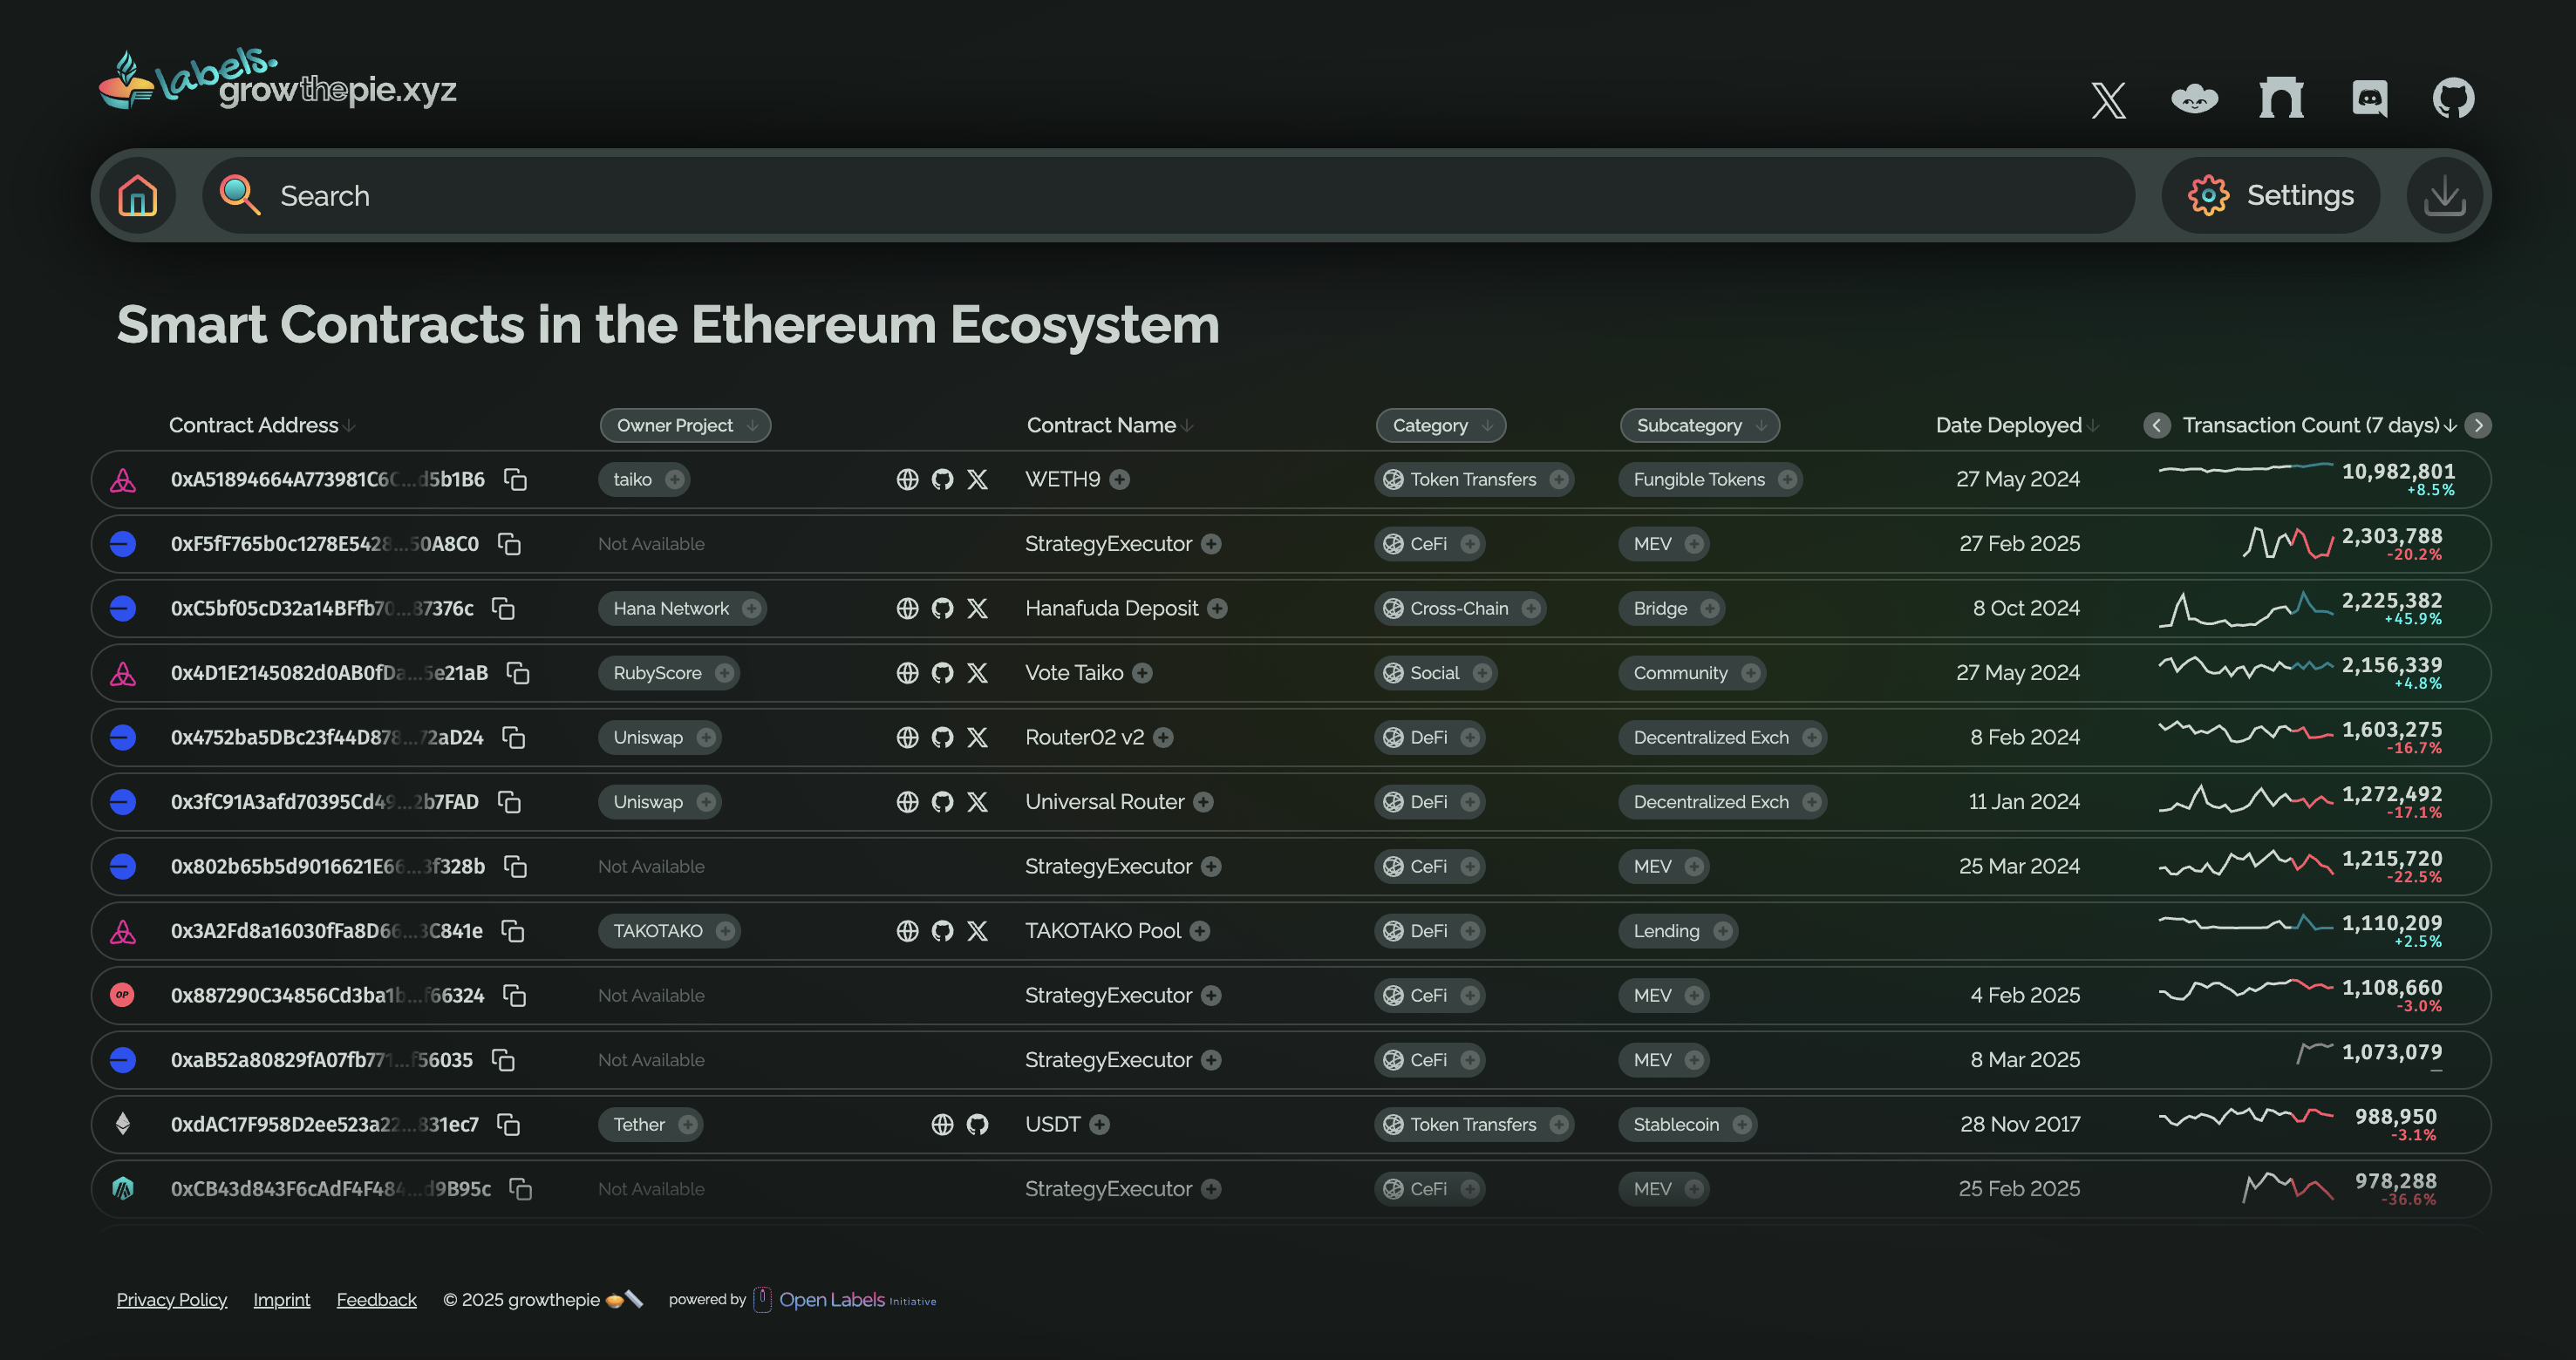 labels.
growthepie.xyz
Search
Settings
Smart Contracts in the Ethereum Ecosystem
Contract Address Owner Project Contract Name Category Subcategory Date Deployed Transaction Count (7 days)
0xA51894664A773981C6C...d5b1B6 taiko WETH9 Token Transfers Fungible Tokens 27 May 2024 10,982,801
+8.5%
0xF5fF765b0c1278E5428...50A8C0 Not Available StrategyExecutor CeFi MEV 27 Feb 2025 2,303,788
-20.2%
0xC5bf05cD32a14BFfb70...87376c Hana Network Hanafuda Deposit Cross-Chain Bridge 8 Oct 2024 2,225,382
+45.9%
0x4D1E2145082d0AB0fDa...5e21aB RubyScore Vote Taiko Social Community 27 May 2024 2,156,339
+4.8%
0x4752ba5DBc23f44D878...72aD24 Uniswap Router02 v2 DeFi Decentralized Exch 8 Feb 2024 1,603,275
-16.7%
0x3fC91A3afd70395Cd49...2b7FAD Uniswap Universal Router DeFi Decentralized Exch 11 Jan 2024 1,272,492
-17.1%
0x802b65b5d9016621E66...3f328b Not Available StrategyExecutor CeFi MEV 25 Mar 2024 1,215,720
-22.5%
0x3A2Fd8a16030fFa8D66...3C841e TAKOTAKO TAKOTAKO Pool DeFi Lending 1,110,209
+2.5%
OP 0x887290C34856Cd3ba1b...f66324 Not Available StrategyExecutor CeFi MEV 4 Feb 2025 1,108,660
-3.0%
0xaB52a80829fA07fb771...f56035 Not Available StrategyExecutor CeFi MEV 8 Mar 2025 1,073,079
—
0xdAC17F958D2ee523a22...831ec7 Tether USDT Token Transfers Stablecoin 28 Nov 2017 988,950
-3.1%
0xCB43d843F6cAdF4F484...d9B95c Not Available StrategyExecutor CeFi MEV 25 Feb 2025 978,288
-36.6%
Privacy Policy Imprint Feedback © 2025 growthepie powered by Open Labels Initiative